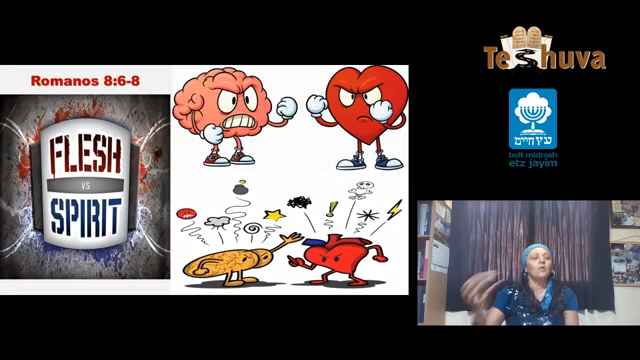 Romanos 8:6-8
FLESH
VS
SPIRIT
Teshuva
עץ חיים
beit midrash
etz jayim